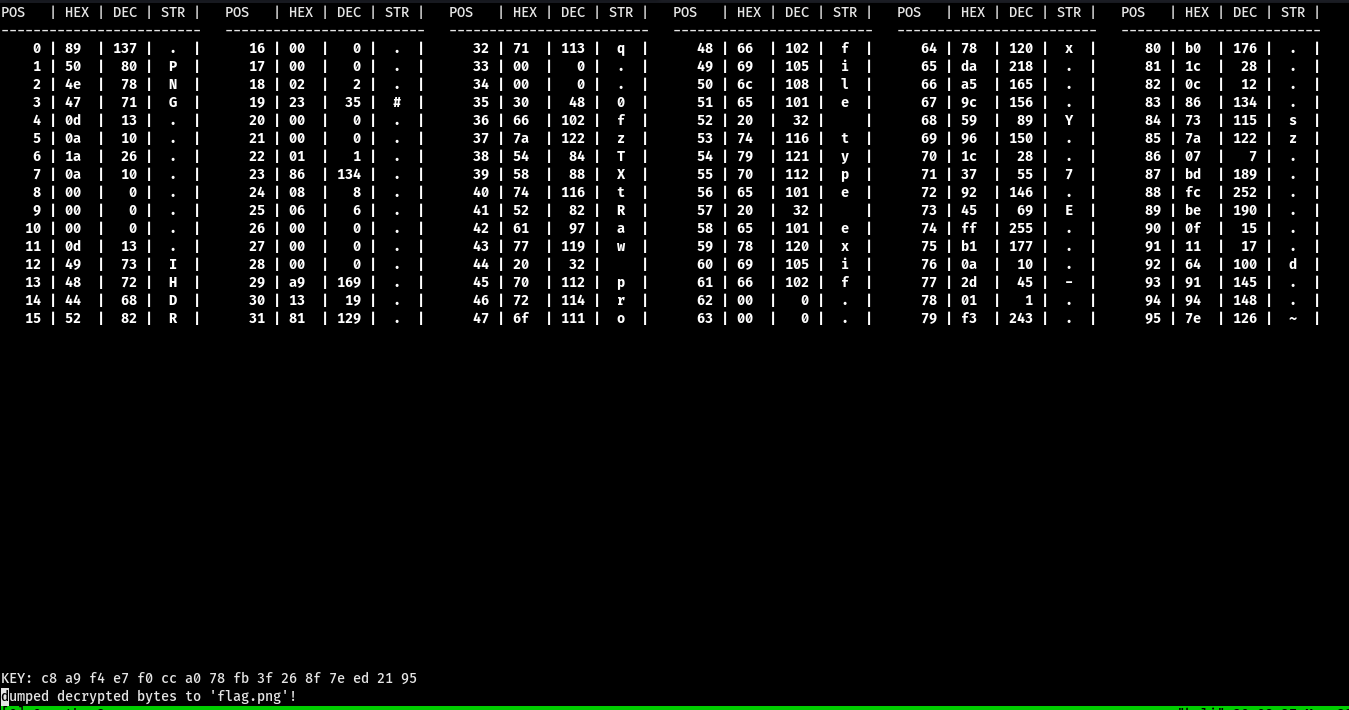 POS | HEX | DEC | STR | POS | HEX | DEC | STR | POS | HEX | DEC | STR | POS | HEX | DEC | STR | POS | HEX | DEC | STR | POS | HEX | DEC | STR |
------------------------- ------------------------- ------------------------- ------------------------- ------------------------- -------------------------
0 | 89 | 137 | . | 16 | 00 | 0 | . | 32 | 71 | 113 | q | 48 | 66 | 102 | f | 64 | 78 | 120 | x | 80 | b0 | 176 | . |
1 | 50 | 80 | P | 17 | 00 | 0 | . | 33 | 00 | 0 | . | 49 | 69 | 105 | i | 65 | da | 218 | . | 81 | 1c | 28 | . |
2 | 4e | 78 | N | 18 | 02 | 2 | . | 34 | 00 | 0 | . | 50 | 6c | 108 | l | 66 | a5 | 165 | . | 82 | 0c | 12 | . |
3 | 47 | 71 | G | 19 | 23 | 35 | # | 35 | 30 | 48 | 0 | 51 | 65 | 101 | e | 67 | 9c | 156 | . | 83 | 86 | 134 | . |
4 | 0d | 13 | . | 20 | 00 | 0 | . | 36 | 66 | 102 | f | 52 | 20 | 32 | | 68 | 59 | 89 | Y | 84 | 73 | 115 | s |
5 | 0a | 10 | . | 21 | 00 | 0 | . | 37 | 7a | 122 | z | 53 | 74 | 116 | t | 69 | 96 | 150 | . | 85 | 7a | 122 | z |
6 | 1a | 26 | . | 22 | 01 | 1 | . | 38 | 54 | 84 | T | 54 | 79 | 121 | y | 70 | 1c | 28 | . | 86 | 07 | 7 | . |
7 | 0a | 10 | . | 23 | 86 | 134 | . | 39 | 58 | 88 | X | 55 | 70 | 112 | p | 71 | 37 | 55 | 7 | 87 | bd | 189 | . |
8 | 00 | 0 | . | 24 | 08 | 8 | . | 40 | 74 | 116 | t | 56 | 65 | 101 | e | 72 | 92 | 146 | . | 88 | fc | 252 | . |
9 | 00 | 0 | . | 25 | 06 | 6 | . | 41 | 52 | 82 | R | 57 | 20 | 32 | | 73 | 45 | 69 | E | 89 | be | 190 | . |
10 | 00 | 0 | . | 26 | 00 | 0 | . | 42 | 61 | 97 | a | 58 | 65 | 101 | e | 74 | ff | 255 | . | 90 | 0f | 15 | . |
11 | 0d | 13 | . | 27 | 00 | 0 | . | 43 | 77 | 119 | w | 59 | 78 | 120 | x | 75 | b1 | 177 | . | 91 | 11 | 17 | . |
12 | 49 | 73 | I | 28 | 00 | 0 | . | 44 | 20 | 32 | | 60 | 69 | 105 | i | 76 | 0a | 10 | . | 92 | 64 | 100 | d |
13 | 48 | 72 | H | 29 | a9 | 169 | . | 45 | 70 | 112 | p | 61 | 66 | 102 | f | 77 | 2d | 45 | - | 93 | 91 | 145 | . |
14 | 44 | 68 | D | 30 | 13 | 19 | . | 46 | 72 | 114 | r | 62 | 00 | 0 | . | 78 | 01 | 1 | . | 94 | 94 | 148 | . |
15 | 52 | 82 | R | 31 | 81 | 129 | . | 47 | 6f | 111 | o | 63 | 00 | 0 | . | 79 | f3 | 243 | . | 95 | 7e | 126 | ~ |
KEY: c8 a9 f4 e7 f0 cc a0 78 fb 3f 26 8f 7e ed 21 95
dumped decrypted bytes to 'flag.png'!